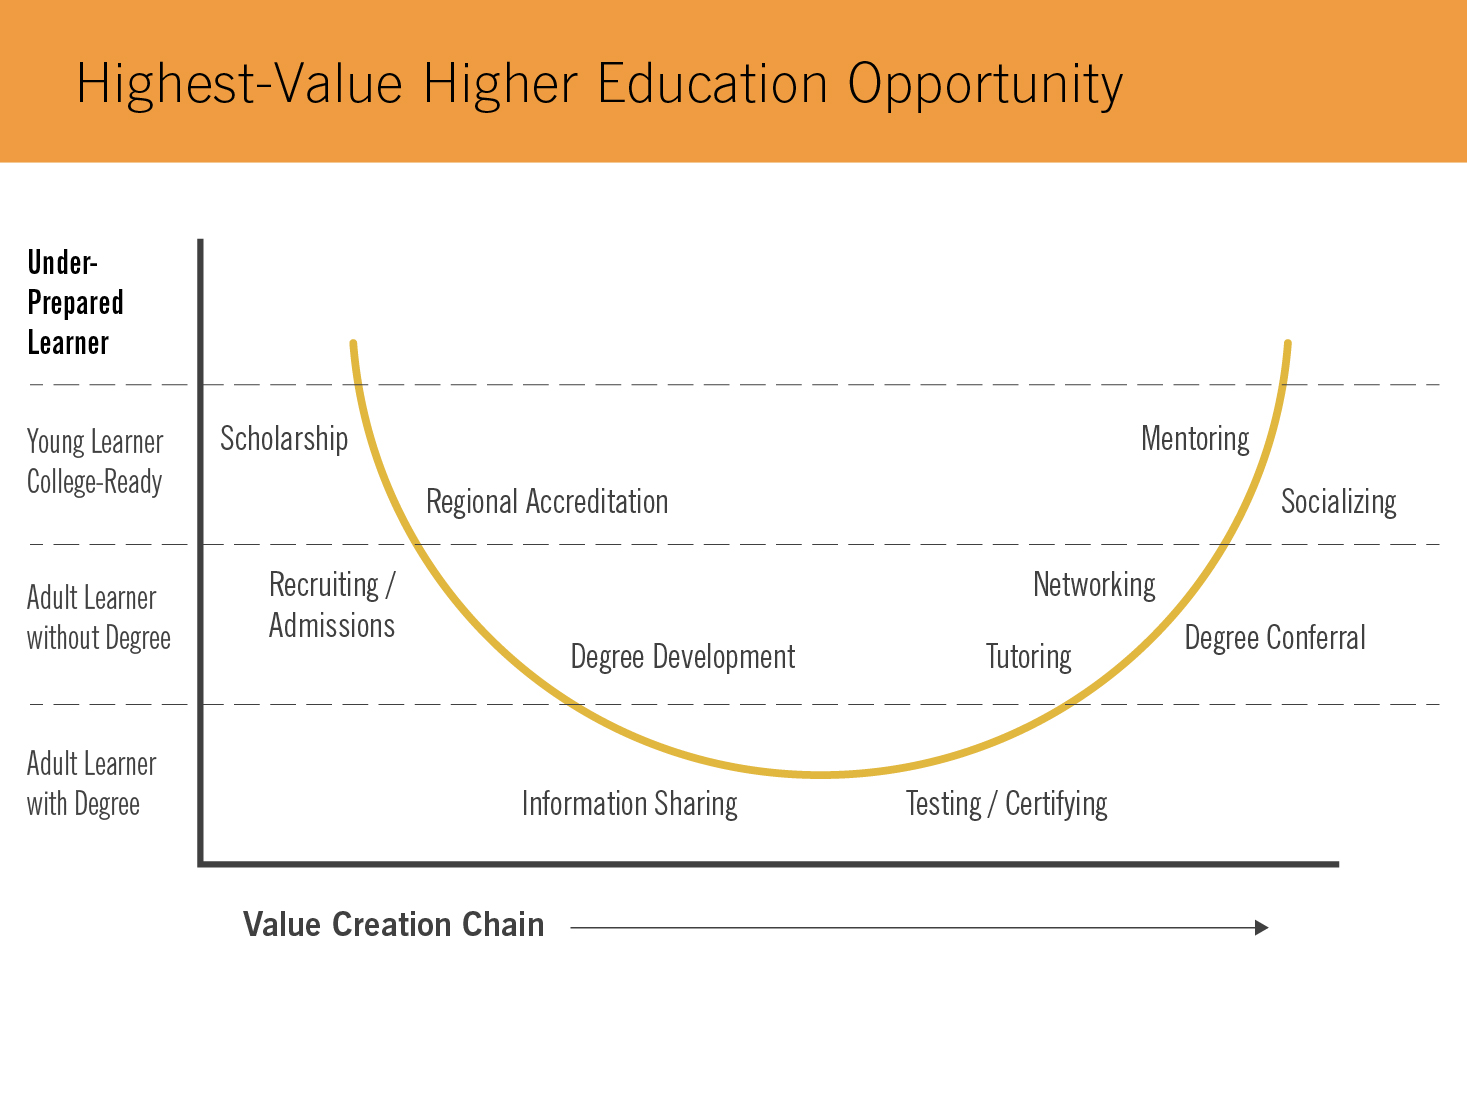 Highest-Value Higher Education Opportunity
Under-
Prepared
Learner
Young Learner
College-Ready
Scholarship
Mentoring
Regional Accreditation
Socializing
Adult Learner
without Degree
Recruiting /
Admissions
Networking
Degree Development
Tutoring
Degree Conferral
Adult Learner
with Degree
Information Sharing
Testing / Certifying
Value Creation Chain